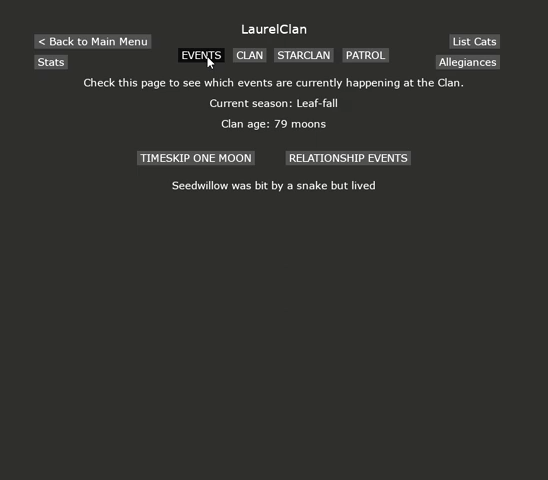 LaurelClan
< Back to Main Menu
List Cats
EVENTS CLAN STARCLAN PATROL
Stats
Allegiances
Check this page to see which events are currently happening at the Clan.
Current season: Leaf-fall
Clan age: 79 moons
TIMESKIP ONE MOON RELATIONSHIP EVENTS
Seedwillow was bit by a snake but lived